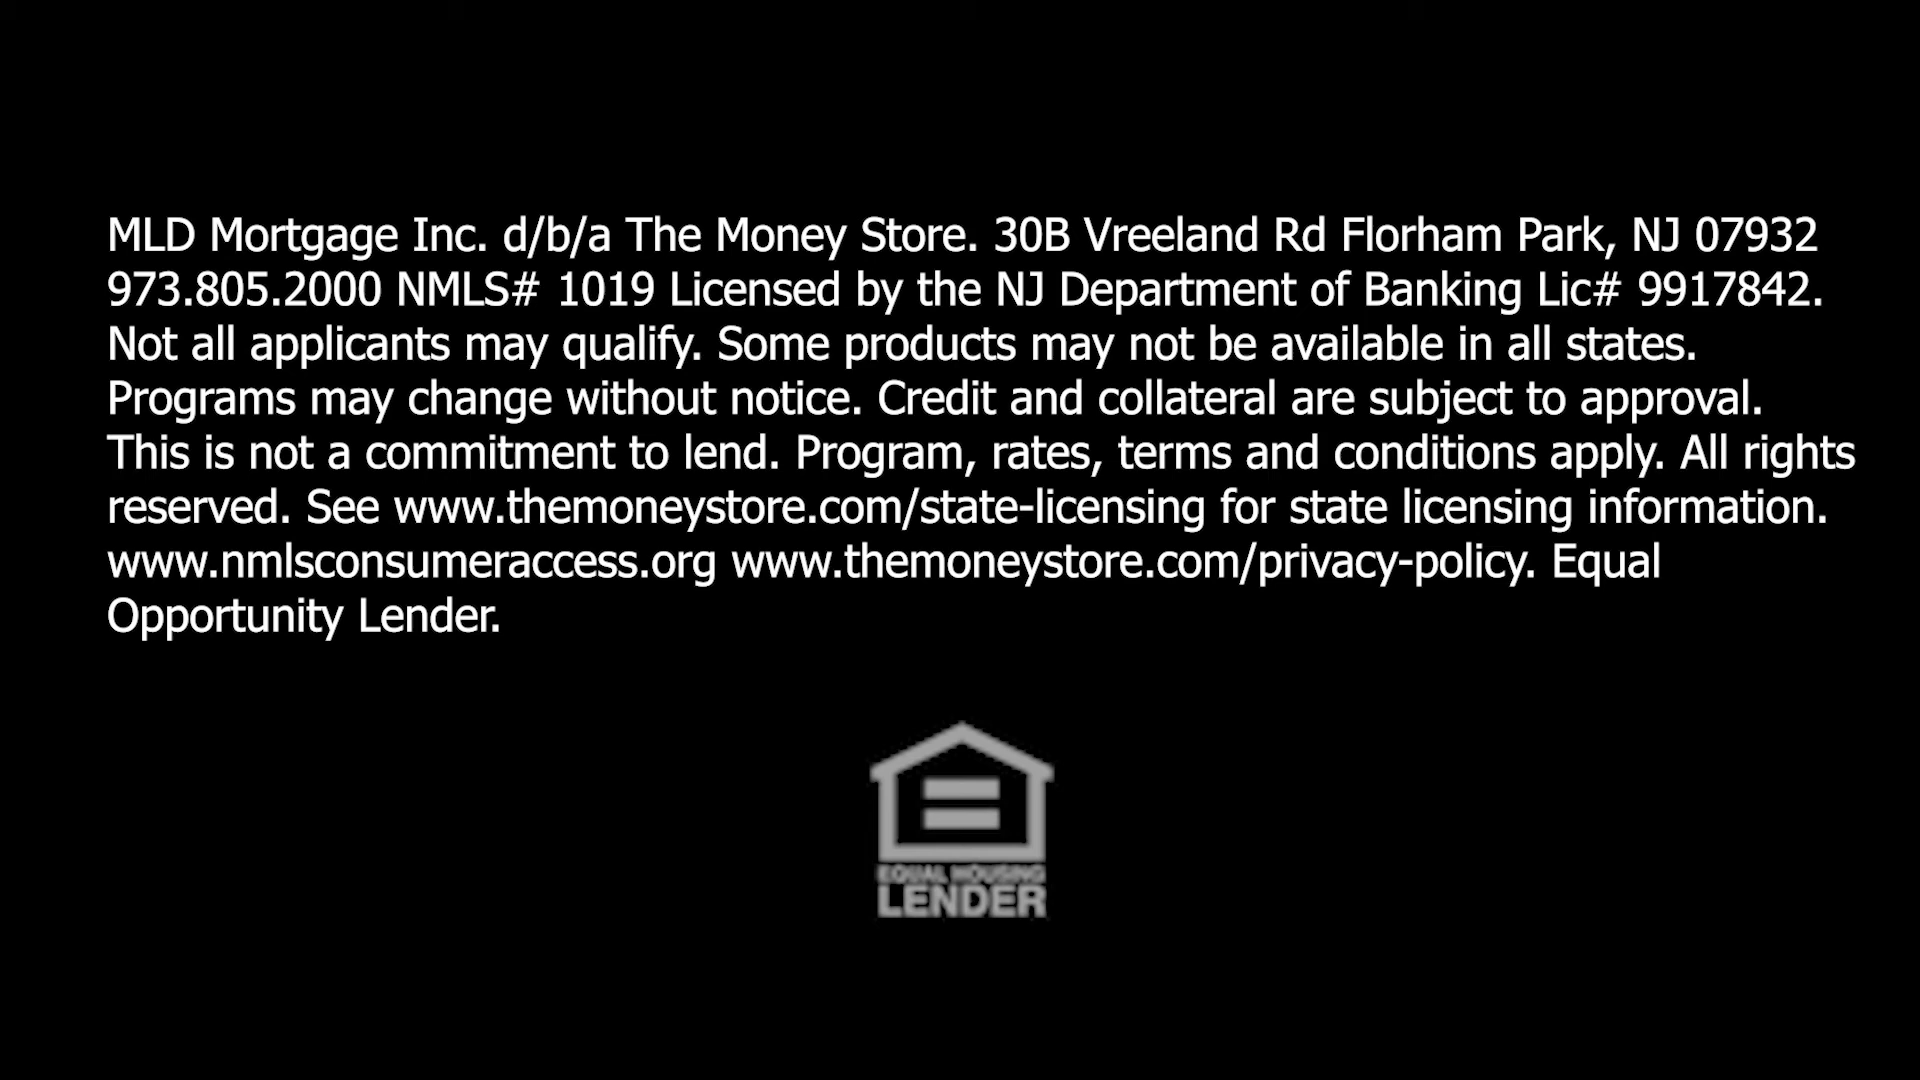 MLD Mortgage Inc. d/b/a The Money Store. 30B Vreeland Rd Florham Park, NJ 07932
973.805.2000 NMLS# 1019 Licensed by the NJ Department of Banking Lic# 9917842.
Not all applicants may qualify. Some products may not be available in all states.
Programs may change without notice. Credit and collateral are subject to approval.
This is not a commitment to lend. Program, rates, terms and conditions apply. All rights
reserved. See www.themoneystore.com/state-licensing for state licensing information.
www.nmlsconsumeraccess.org www.themoneystore.com/privacy-policy. Equal
Opportunity Lender.
EQUAL HOUSING
LENDER